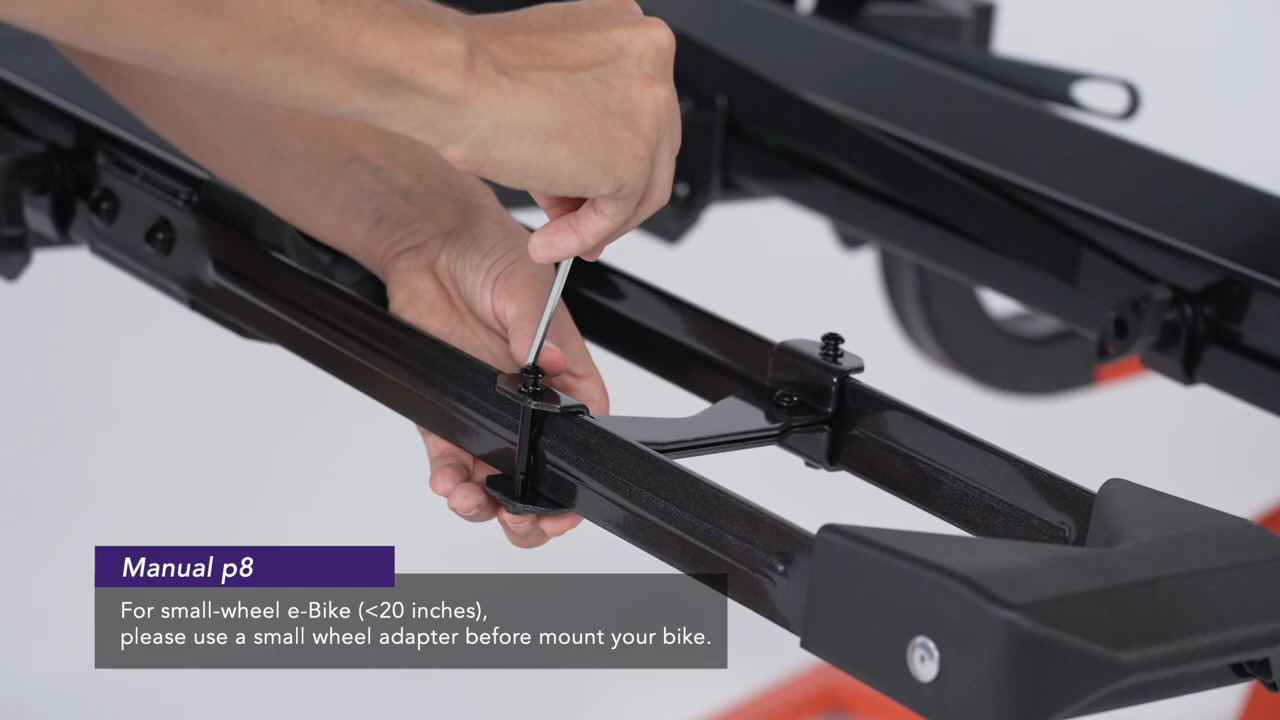 Manual p8
For small-wheel e-Bike (<20 inches),
please use a small wheel adapter before mount your bike.